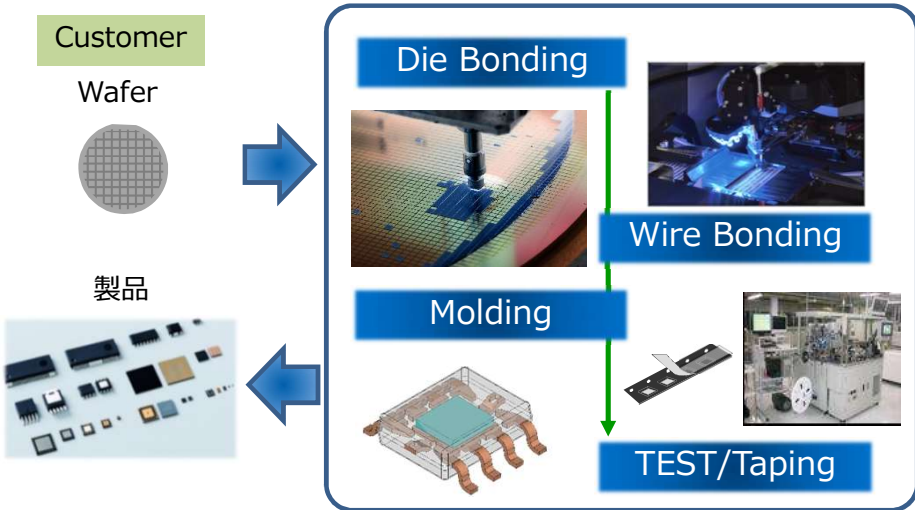 Customer
Wafer
製品
Die Bonding
Wire Bonding
Molding
TEST/Taping